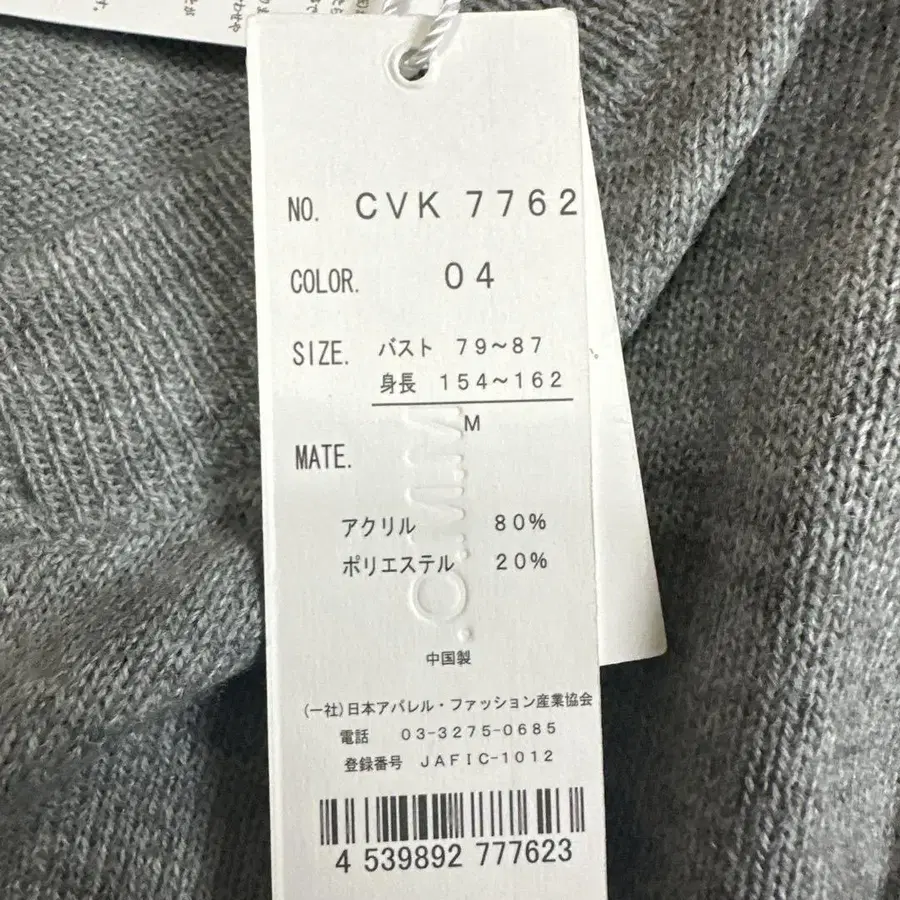 NO. CVK 7762
COLOR. 04
SIZE. バスト 79～87
身長 154～162
M
MATE.
アクリル 80%
ポリエステル 20%
中国製
(一社)日本アパレル・ファッション産業協会
電話 03-3275-0685
登録番号 JAFIC-1012
4 539892 777623